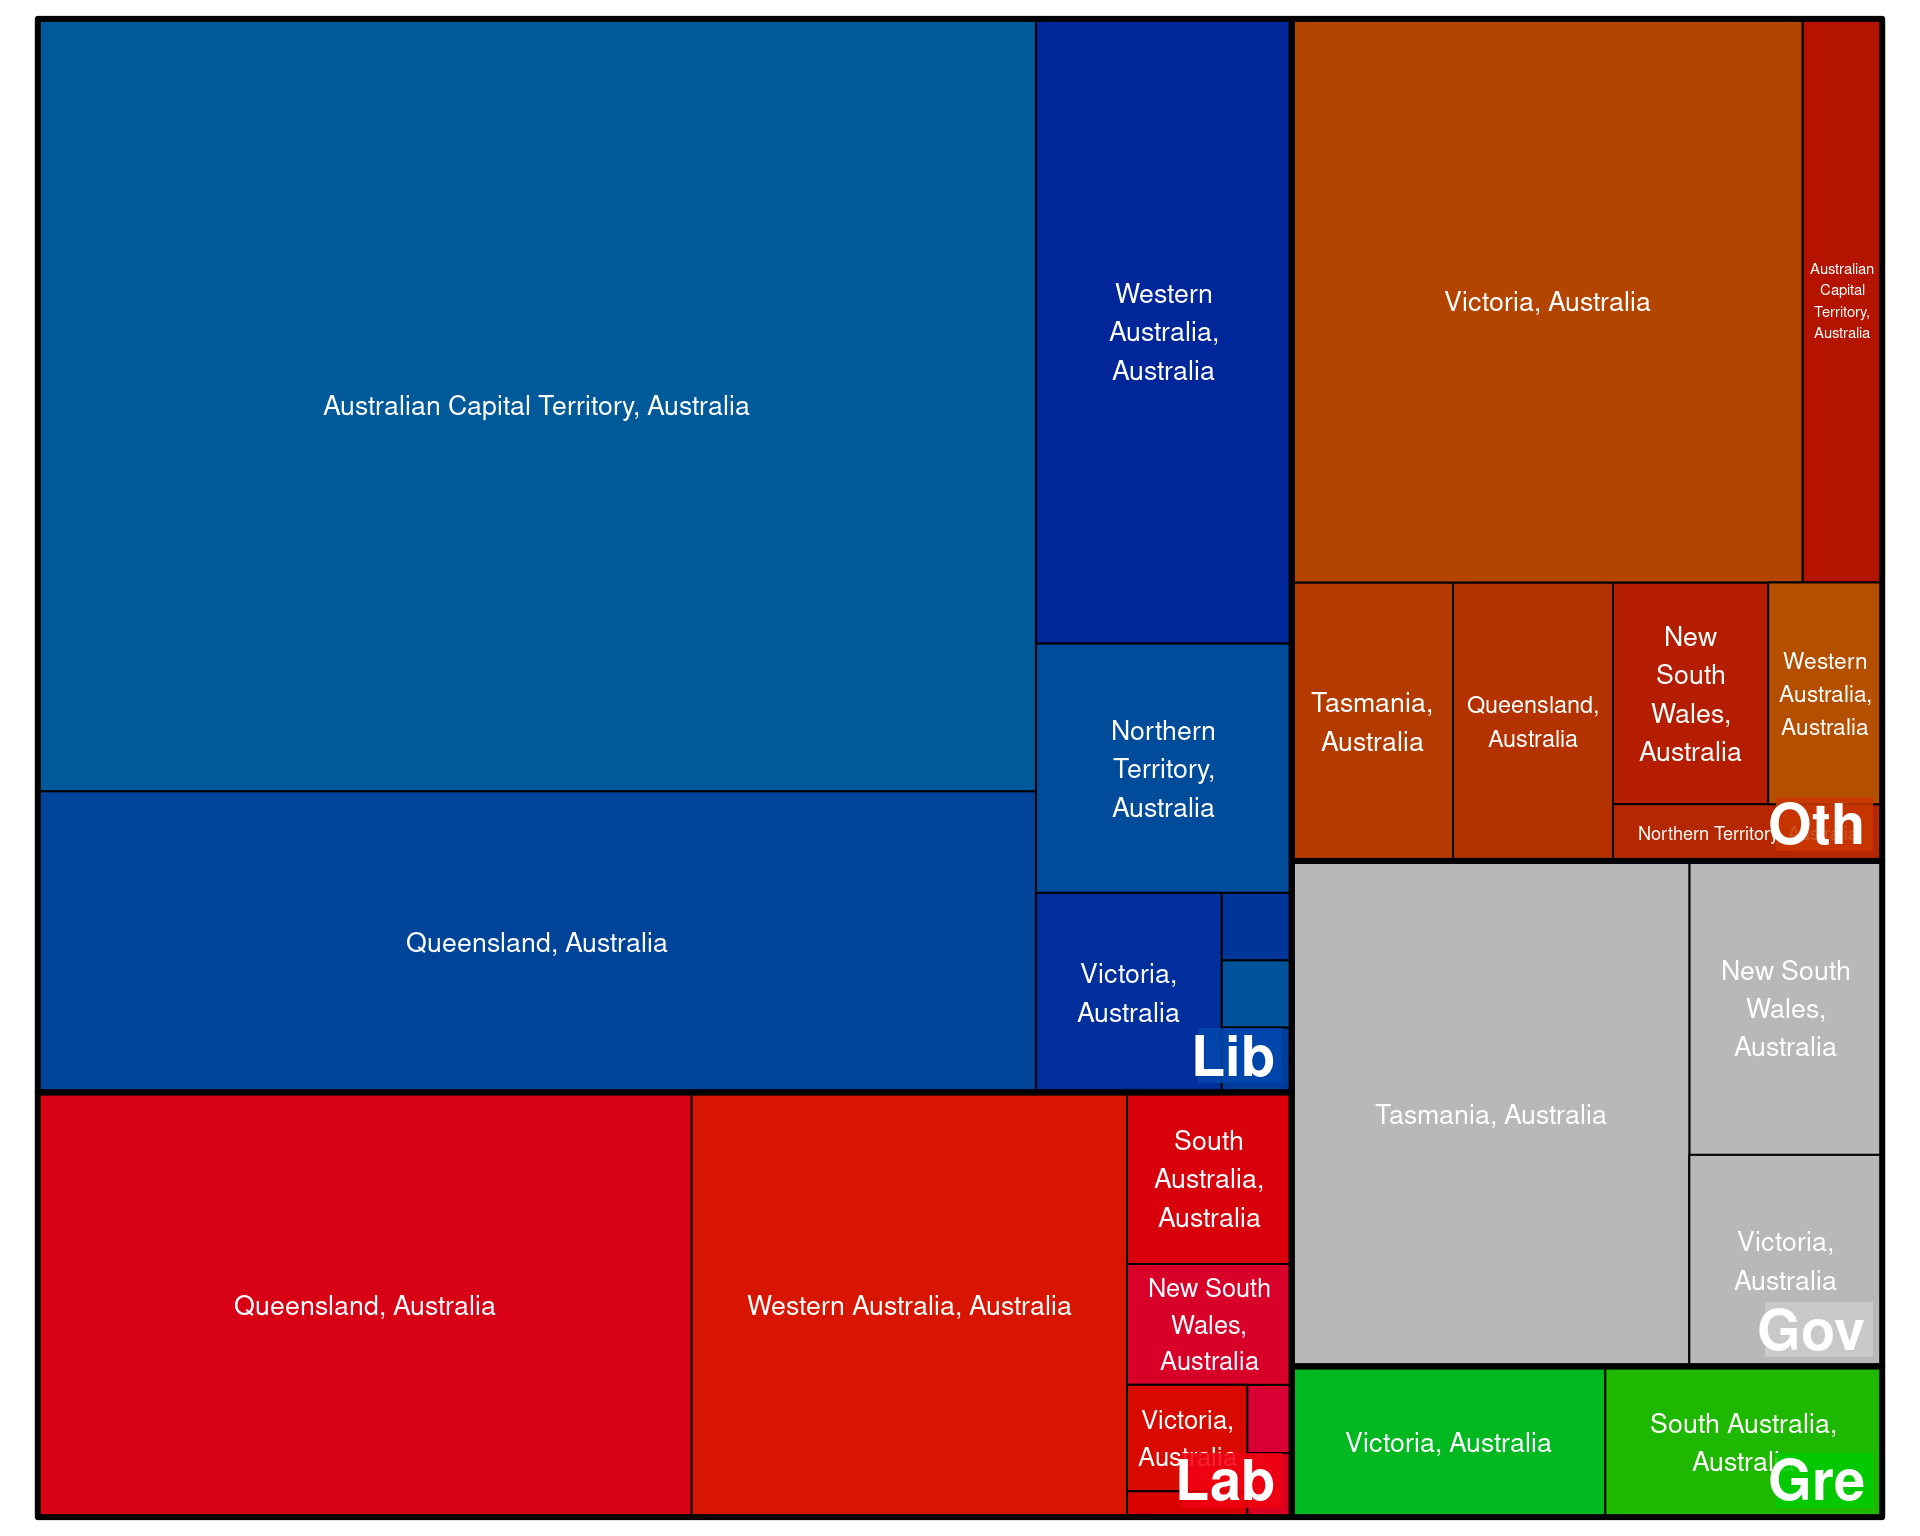 Australian Capital Territory, Australia
Western
Australia,
Australia
Northern
Territory,
Australia
Queensland, Australia
Victoria,
Australia
Lib
Queensland, Australia
Western Australia, Australia
South
Australia,
Australia
New South
Wales,
Australia
Victoria,
Australia
Lab
Victoria, Australia
Australian
Capital
Territory,
Australia
Tasmania,
Australia
Queensland,
Australia
New
South
Wales,
Australia
Western
Australia,
Australia
Northern Territory,
Oth
Tasmania, Australia
New South
Wales,
Australia
Victoria,
Australia
Gov
Victoria, Australia
South Australia,
Australia
Gre